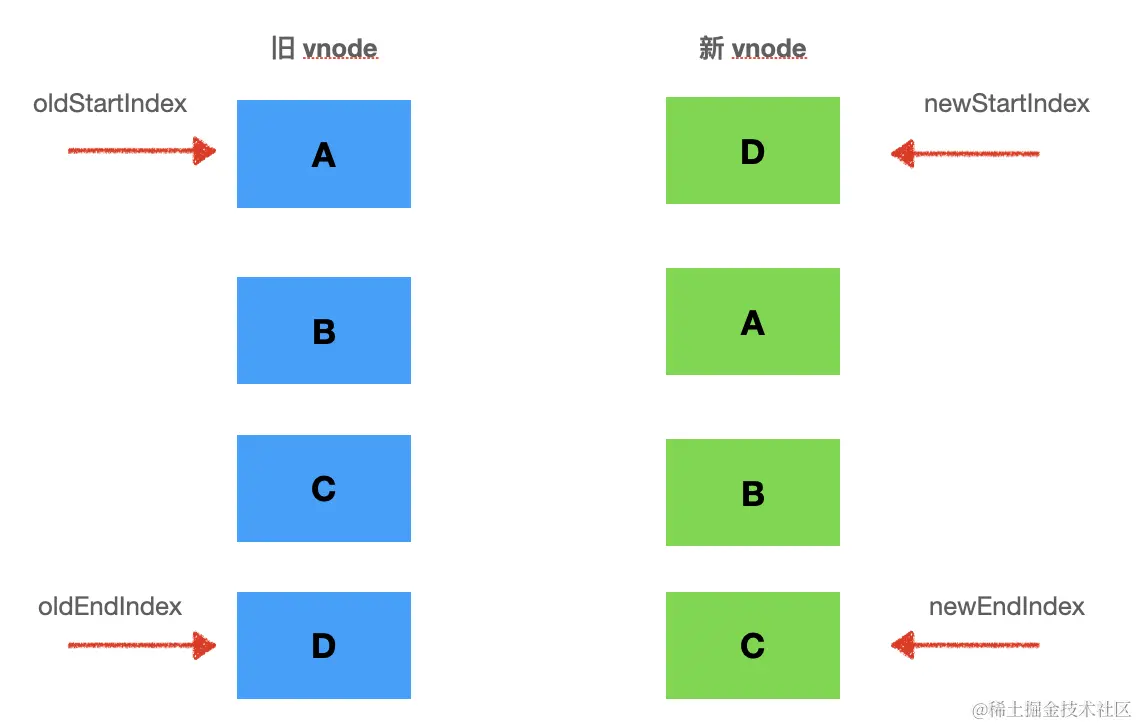 旧 vnode
新 vnode
oldStartIndex
newStartIndex
A
D
B
A
C
B
oldEndIndex
newEndIndex
D
C
@稀土掘金技术社区